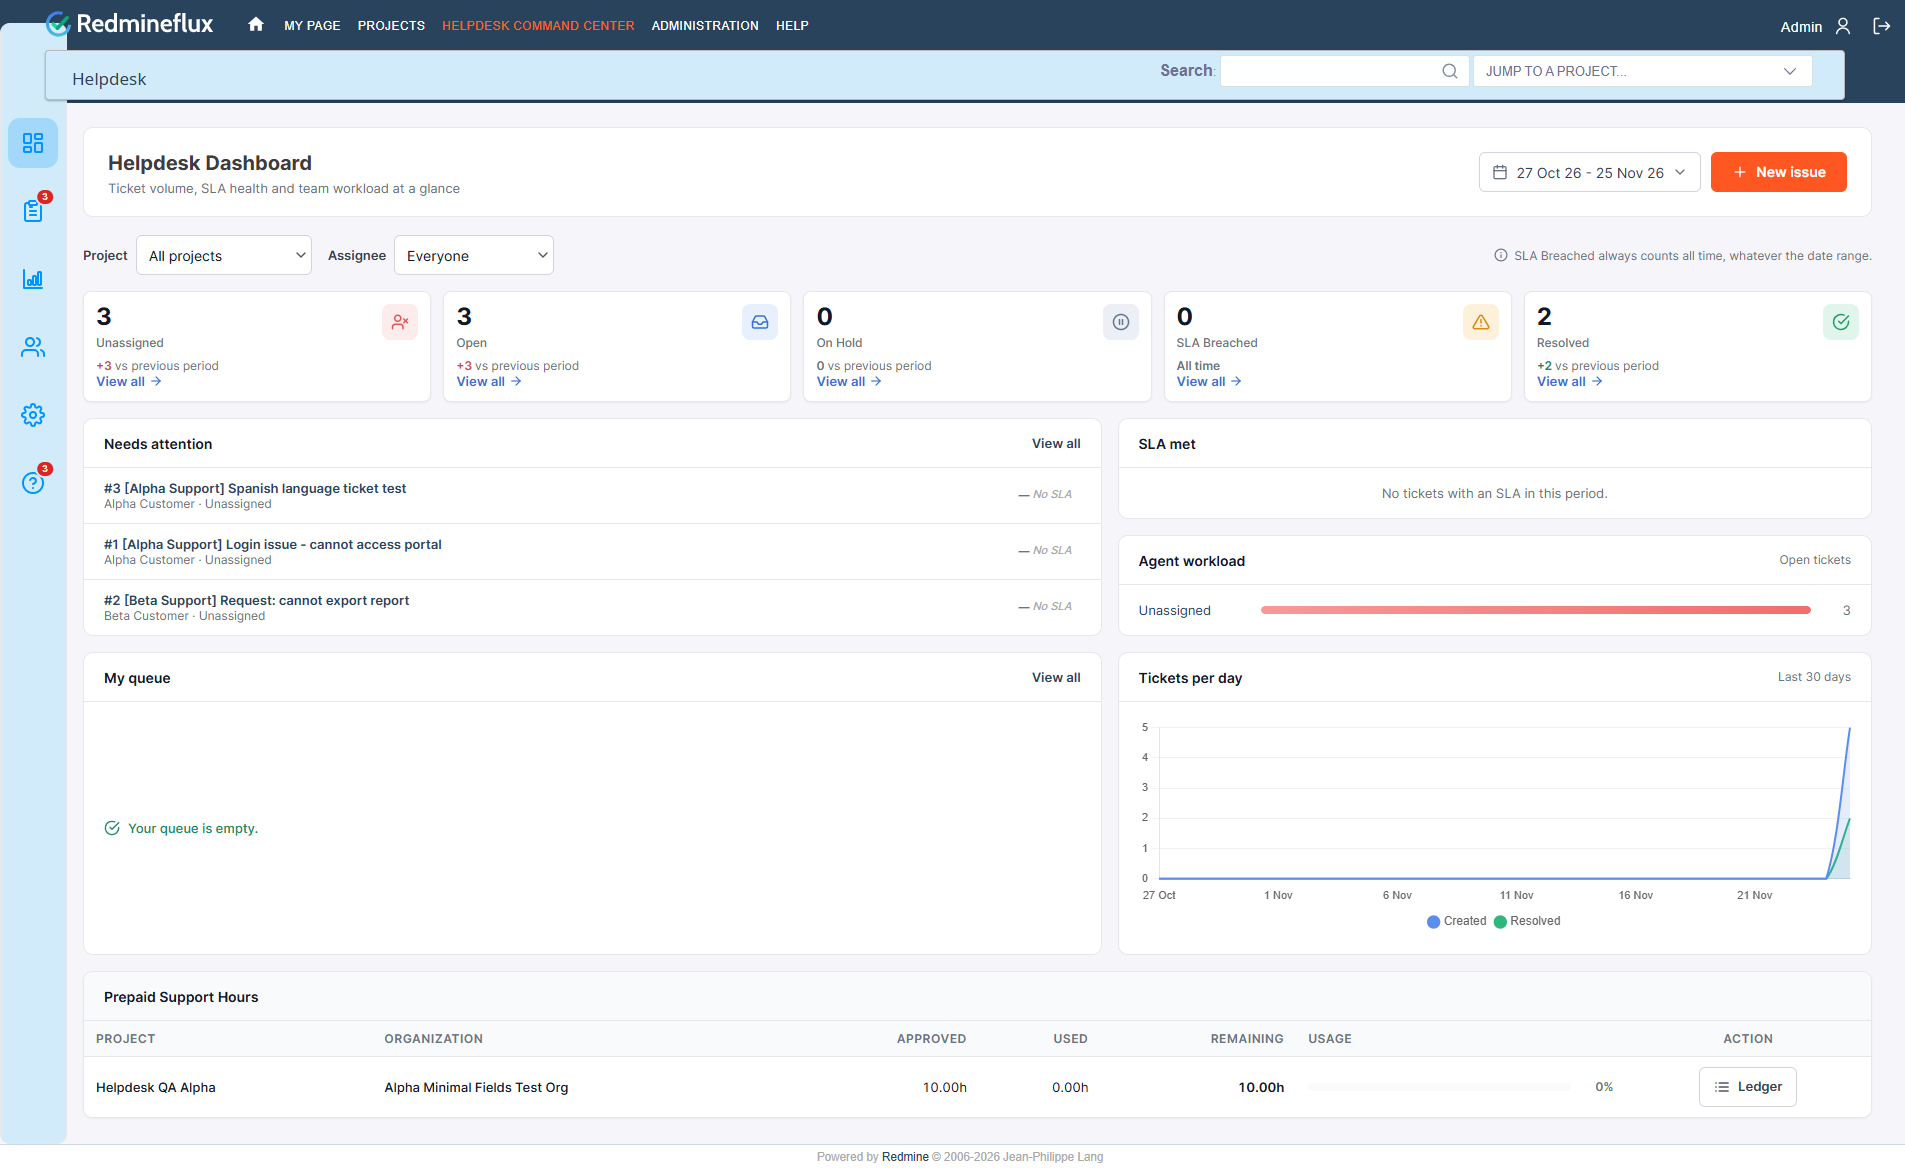 Redmineflux
MY PAGE PROJECTS HELPDESK COMMAND CENTER ADMINISTRATION HELP
Admin
Helpdesk
Search:
JUMP TO A PROJECT...
3
3
Helpdesk Dashboard
Ticket volume, SLA health and team workload at a glance
27 Oct 26 - 25 Nov 26
+ New issue
Project All projects Assignee Everyone
SLA Breached always counts all time, whatever the date range.
3
Unassigned
+3 vs previous period
View all →
3
Open
+3 vs previous period
View all →
0
On Hold
0 vs previous period
View all →
0
SLA Breached
All time
View all →
2
Resolved
+2 vs previous period
View all →
Needs attention View all
#3 [Alpha Support] Spanish language ticket test
Alpha Customer · Unassigned
— No SLA
#1 [Alpha Support] Login issue - cannot access portal
Alpha Customer · Unassigned
— No SLA
#2 [Beta Support] Request: cannot export report
Beta Customer · Unassigned
— No SLA
SLA met
No tickets with an SLA in this period.
Agent workload Open tickets
Unassigned 3
My queue View all
Your queue is empty.
Tickets per day Last 30 days
5
4
3
2
1
0
27 Oct 1 Nov 6 Nov 11 Nov 16 Nov 21 Nov
Created Resolved
Prepaid Support Hours
PROJECT ORGANIZATION APPROVED USED REMAINING USAGE ACTION
Helpdesk QA Alpha Alpha Minimal Fields Test Org 10.00h 0.00h 10.00h 0% Ledger
Powered by Redmine © 2006-2026 Jean-Philippe Lang